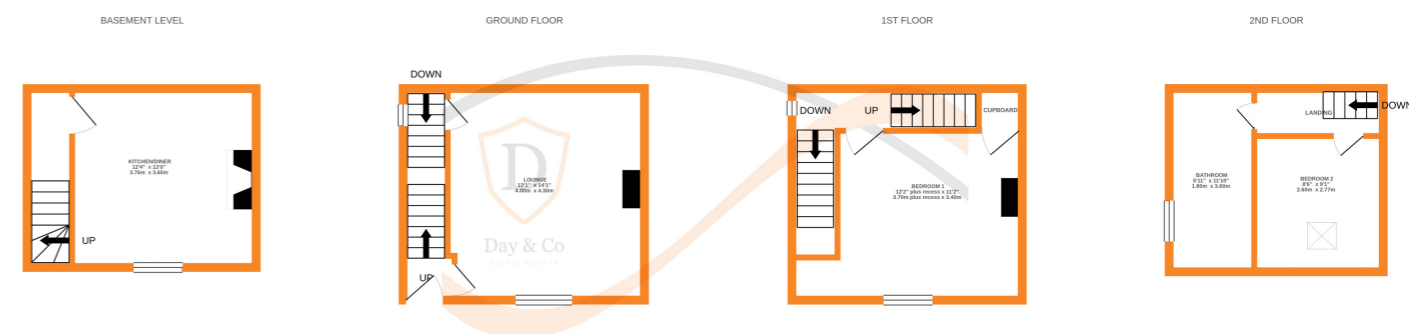 BASEMENT LEVEL
GROUND FLOOR
1ST FLOOR
2ND FLOOR
DOWN
DOWN
UP
CUPBOARD
LANDING
DOWN
KITCHEN/DINER
12'4" x 12'0"
3.76m x 3.65m
LOUNGE
13'1" x 14'1"
4.00m x 4.30m
BEDROOM 1
12'2" plus recess x 11'2"
3.70m plus recess x 3.40m
BATHROOM
5'11" x 11'10"
1.80m x 3.60m
BEDROOM 2
8'6" x 9'1"
2.60m x 2.77m
UP
UP
D
Day & Co
ESTATE AGENTS